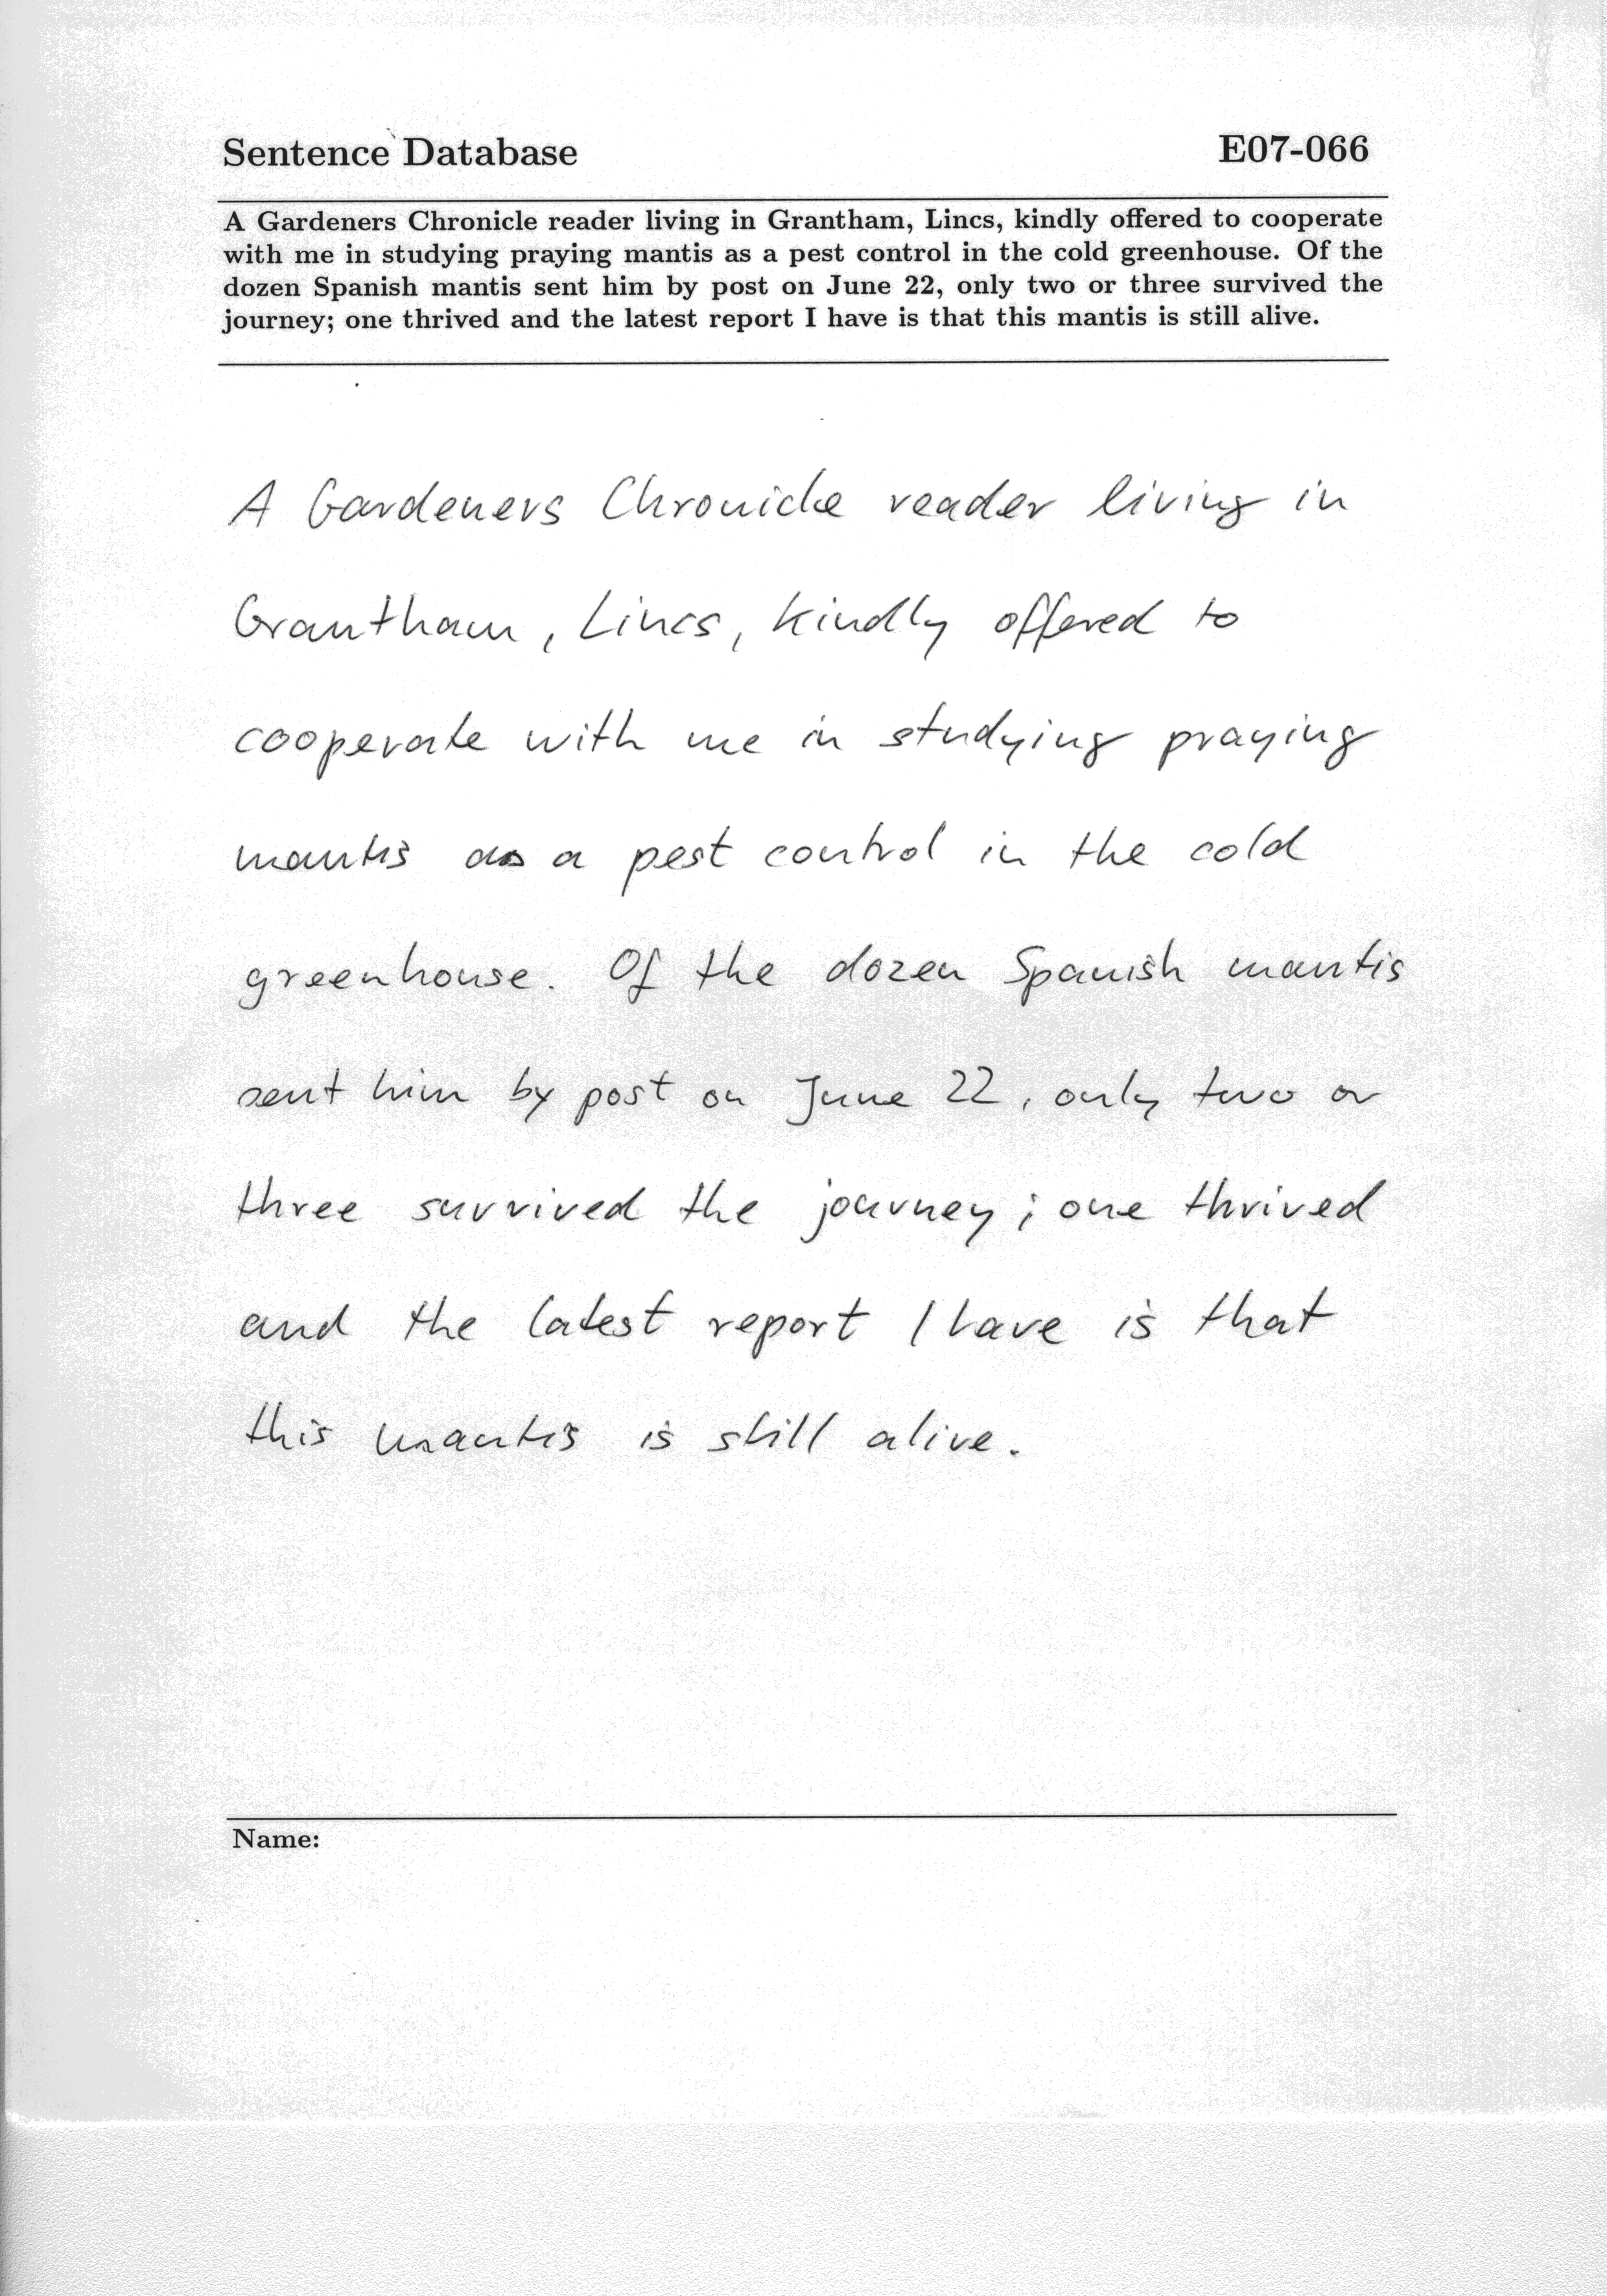 Sentence Database E07-066
A Gardeners Chronicle reader living in Grantham, Lincs, kindly offered to cooperate
with me in studying praying mantis as a pest control in the cold greenhouse. Of the
dozen Spanish mantis sent him by post on June 22, only two or three survived the
journey; one thrived and the latest report I have is that this mantis is still alive.
A Gardeners Chronicle reader living in
Grantham, Lincs, kindly offered to
cooperate with me in studying praying
mantis as a pest control in the cold
greenhouse. Of the dozen Spanish mantis
sent him by post on June 22, only two or
three survived the journey; one thrived
and the latest report I have is that
this mantis is still alive.
Name: